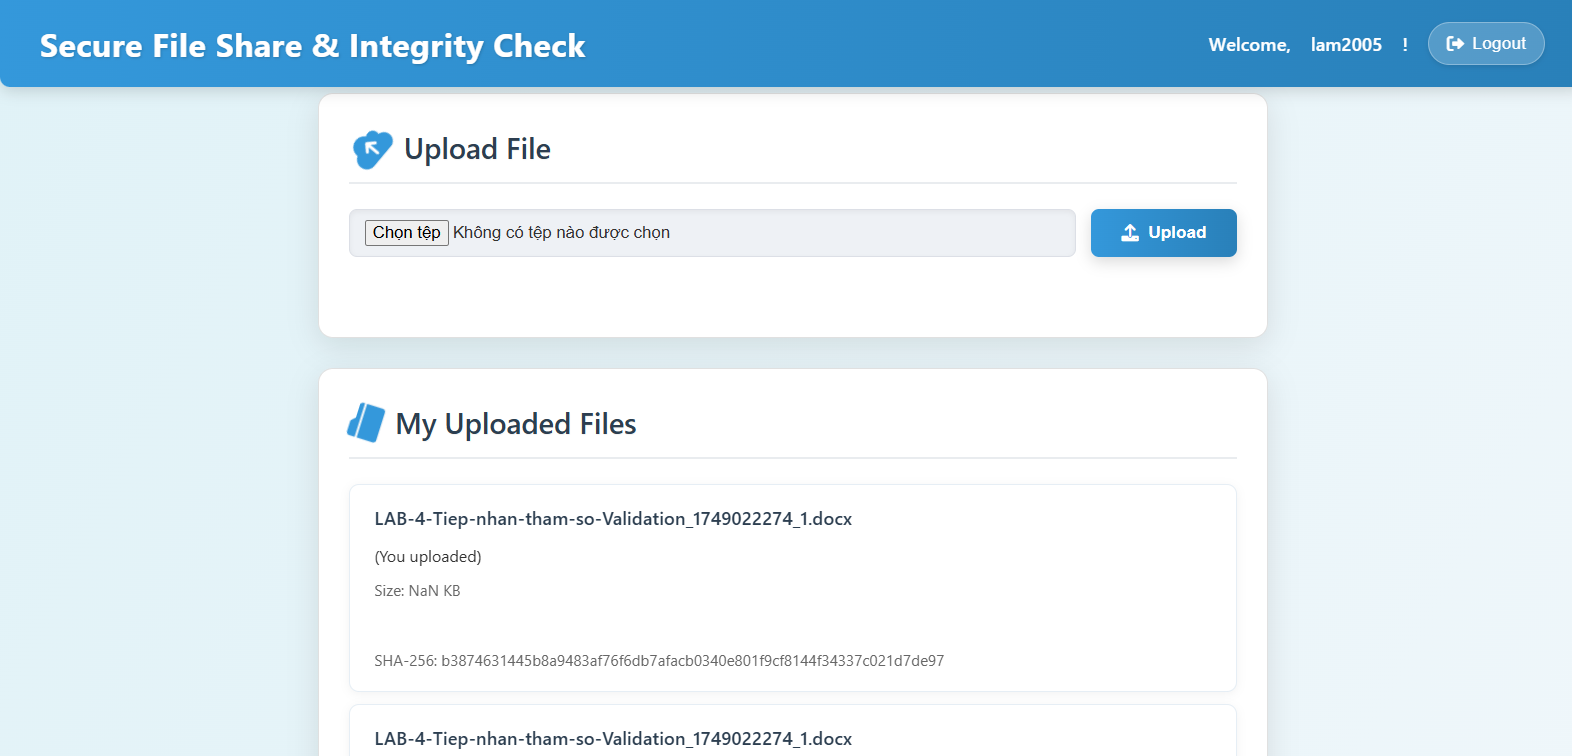 Secure File Share & Integrity Check
Welcome, lam2005 !
Logout
Upload File
Chọn tệp Không có tệp nào được chọn
Upload
My Uploaded Files
LAB-4-Tiep-nhan-tham-so-Validation_1749022274_1.docx
(You uploaded)
Size: NaN KB
SHA-256: b3874631445b8a9483af76f6db7afacb0340e801f9cf8144f34337c021d7de97
LAB-4-Tiep-nhan-tham-so-Validation_1749022274_1.docx